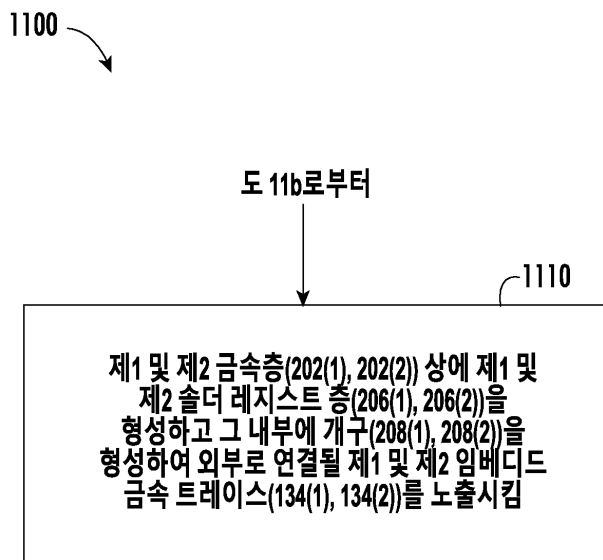 1100
도 11b로부터
1110
제1 및 제2 금속층(202(1), 202(2)) 상에 제1 및
제2 솔더 레지스트 층(206(1), 206(2))을
형성하고 그 내부에 개구(208(1), 208(2))을
형성하여 외부로 연결될 제1 및 제2 임베디드
금속 트레이스(134(1), 134(2))를 노출시킴